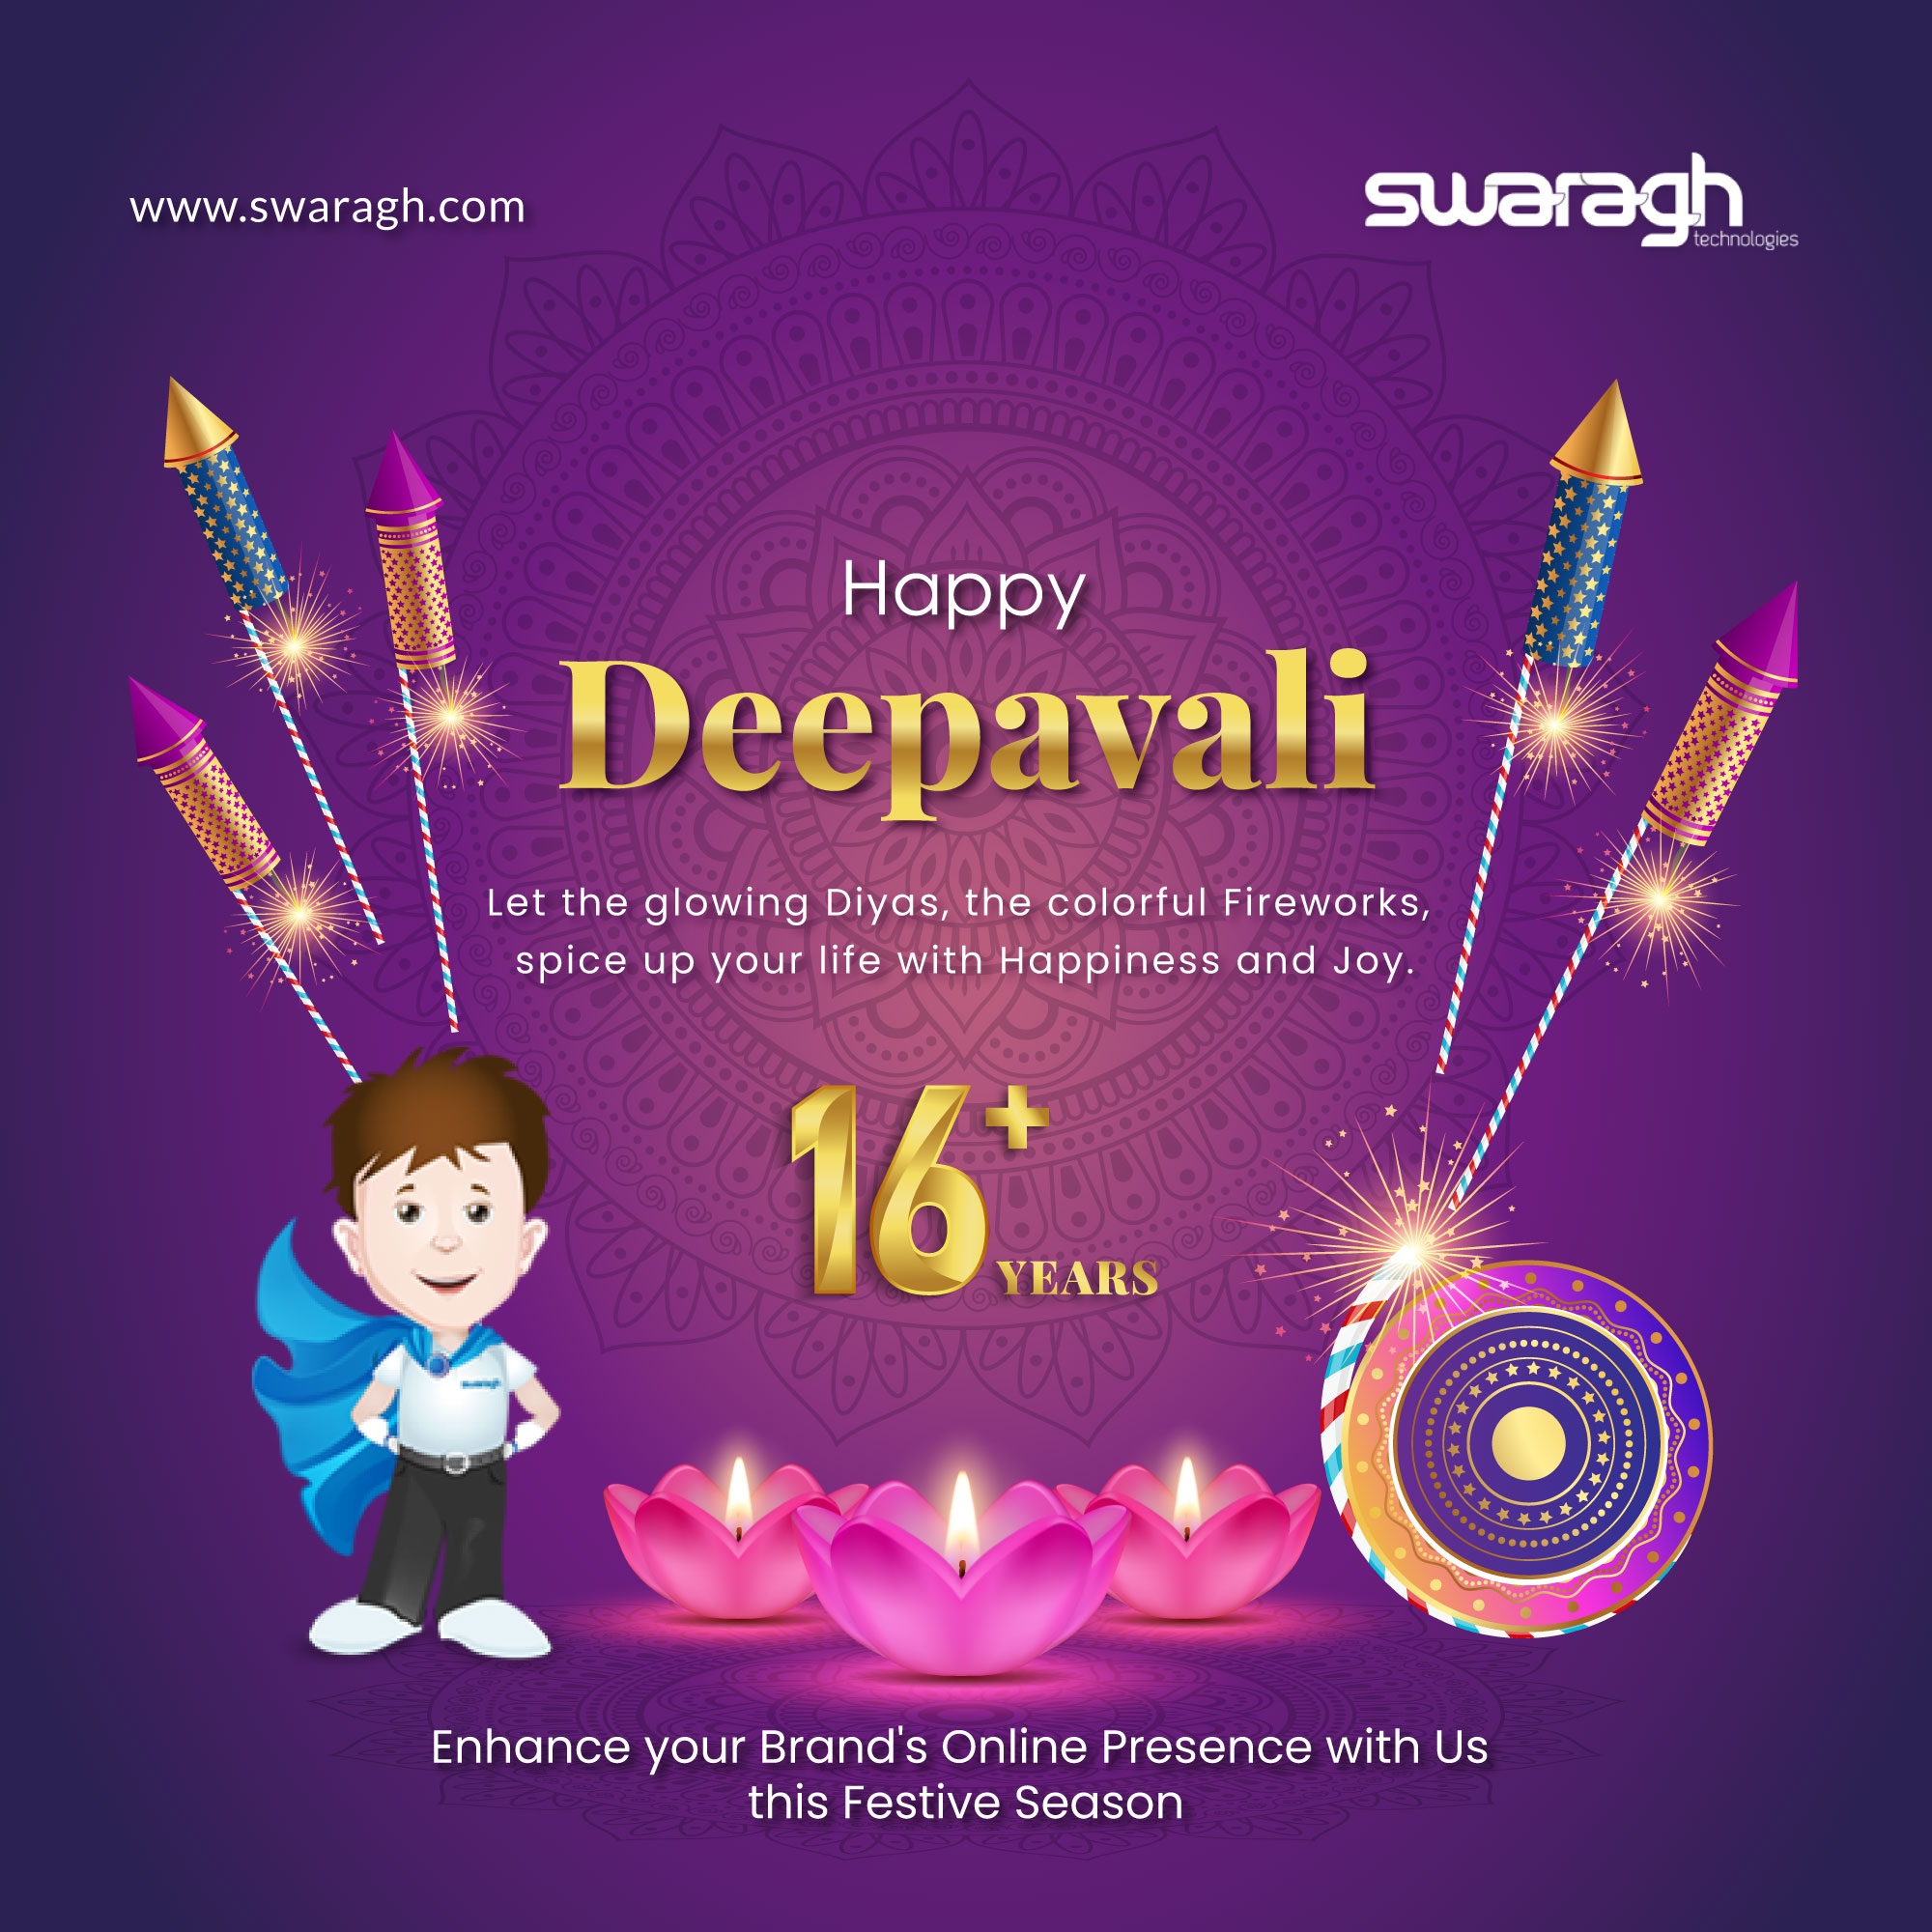 www.swaragh.com
swaragh
technologies
Happy
Deepavali
Let the glowing Diyas, the colorful Fireworks,
spice up your life with Happiness and Joy.
16+
YEARS
swaragh
Enhance your Brand's Online Presence with Us
this Festive Season